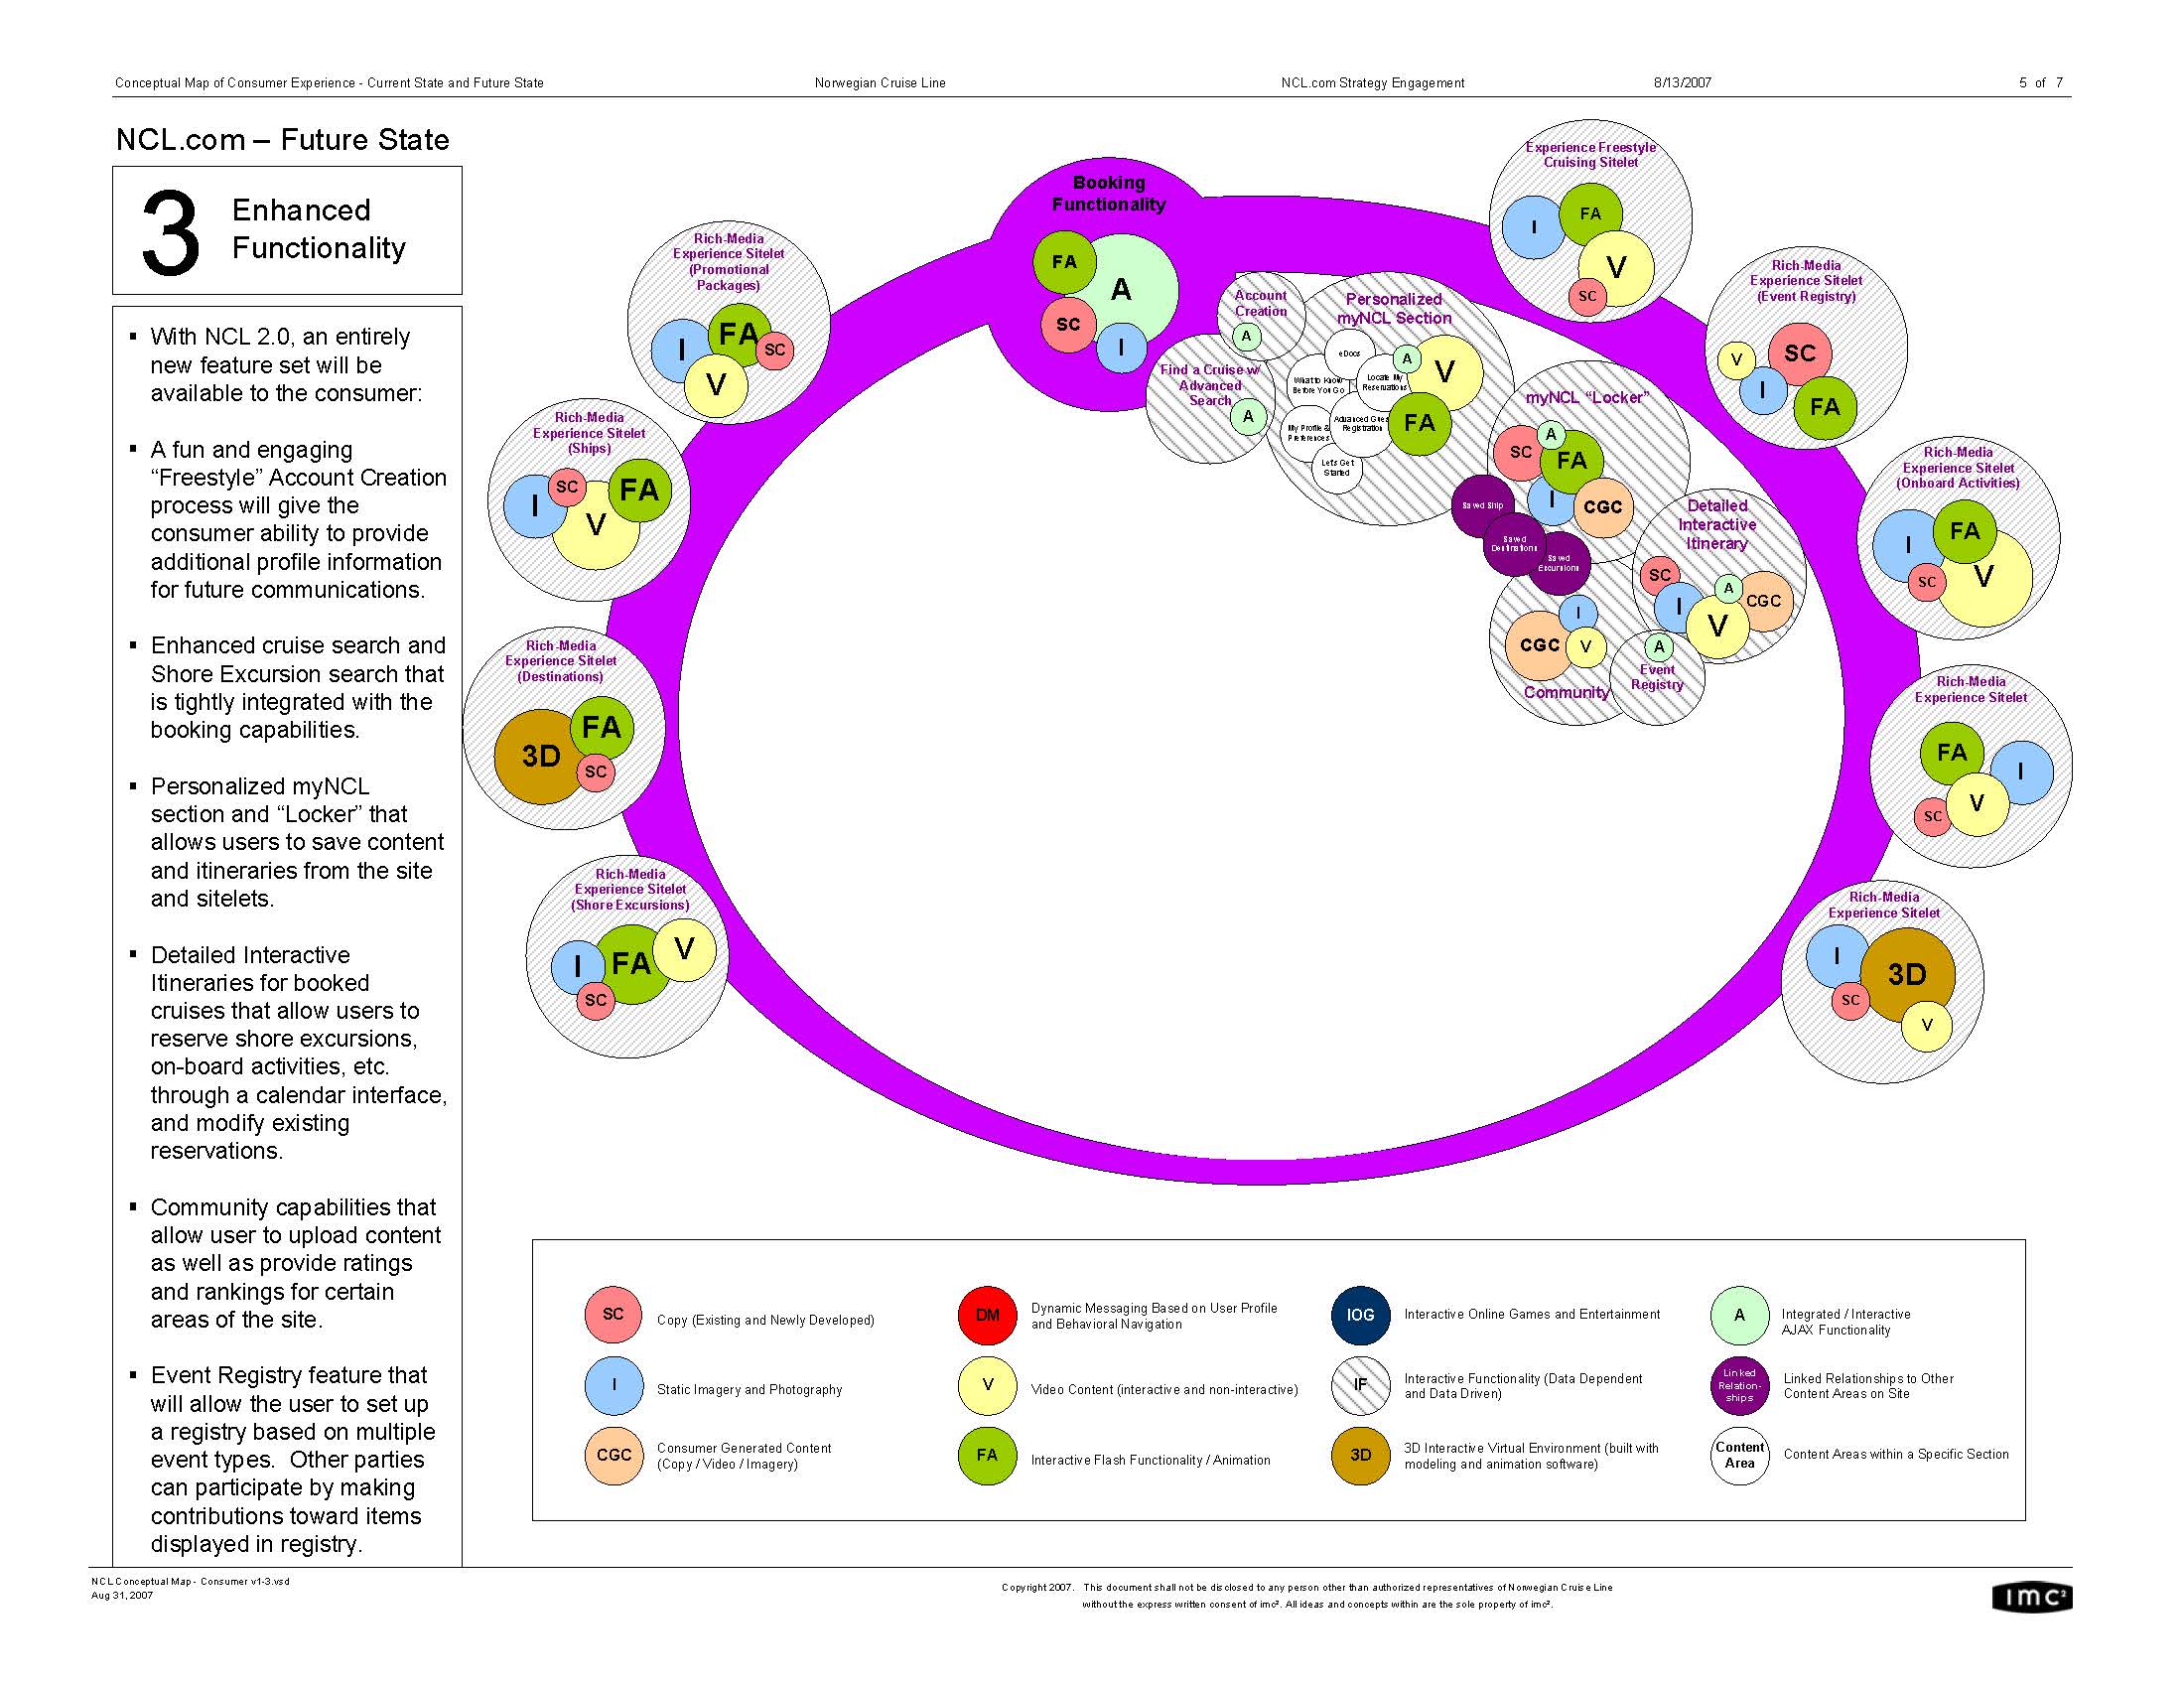 Conceptual Map of Consumer Experience - Current State and Future State
Norwegian Cruise Line
NCL.com Strategy Engagement
8/13/2007
5 of 7
NCL.com – Future State
3
Enhanced
Functionality
▪ With NCL 2.0, an entirely
new feature set will be
available to the consumer:
▪ A fun and engaging
“Freestyle” Account Creation
process will give the
consumer ability to provide
additional profile information
for future communications.
▪ Enhanced cruise search and
Shore Excursion search that
is tightly integrated with the
booking capabilities.
▪ Personalized myNCL
section and “Locker” that
allows users to save content
and itineraries from the site
and sitelets.
▪ Detailed Interactive
Itineraries for booked
cruises that allow users to
reserve shore excursions,
on-board activities, etc.
through a calendar interface,
and modify existing
reservations.
▪ Community capabilities that
allow user to upload content
as well as provide ratings
and rankings for certain
areas of the site.
▪ Event Registry feature that
will allow the user to set up
a registry based on multiple
event types. Other parties
can participate by making
contributions toward items
displayed in registry.
Booking
Functionality
FA
A
SC
I
Experience Freestyle
Cruising Sitelet
I
FA
V
SC
Rich-Media
Experience Sitelet
(Event Registry)
V
SC
I
FA
Rich-Media
Experience Sitelet
(Onboard Activities)
I
FA
SC
V
Rich-Media
Experience Sitelet
FA
I
V
SC
Rich-Media
Experience Sitelet
I
3D
SC
V
Rich-Media
Experience Sitelet
(Promotional
Packages)
I
FA
SC
V
Rich-Media
Experience Sitelet
(Ships)
I
SC
V
FA
Rich-Media
Experience Sitelet
(Destinations)
3D
FA
SC
Rich-Media
Experience Sitelet
(Shore Excursions)
I
FA
V
SC
Account
Creation
A
Find a Cruise w/
Advanced
Search
A
Personalized
myNCL Section
eDocs
What to Know
Before You Go
Locate My
Reservations
A
V
My Profile &
Preferences
Advanced Gues
Registration
FA
Lets Get
Started
myNCL “Locker”
SC
A
FA
I
CGC
Saved Ship
Saved
Destinations
Saved
Excursions
Detailed
Interactive
Itinerary
SC
I
A
V
CGC
I
CGC
V
Community
A
Event
Registry
SC
Copy (Existing and Newly Developed)
DM
Dynamic Messaging Based on User Profile
and Behavioral Navigation
IOG
Interactive Online Games and Entertainment
A
Integrated / Interactive
AJAX Functionality
I
Static Imagery and Photography
V
Video Content (interactive and non-interactive)
IF
Interactive Functionality (Data Dependent
and Data Driven)
Linked
Relation-
ships
Linked Relationships to Other
Content Areas on Site
CGC
Consumer Generated Content
(Copy / Video / Imagery)
FA
Interactive Flash Functionality / Animation
3D
3D Interactive Virtual Environment (built with
modeling and animation software)
Content
Area
Content Areas within a Specific Section
NCL Conceptual Map - Consumer v1-3.vsd
Aug 31, 2007
Copyright 2007. This document shall not be disclosed to any person other than authorized representatives of Norwegian Cruise Line
without the express written consent of imc². All ideas and concepts within are the sole property of imc².
imc²